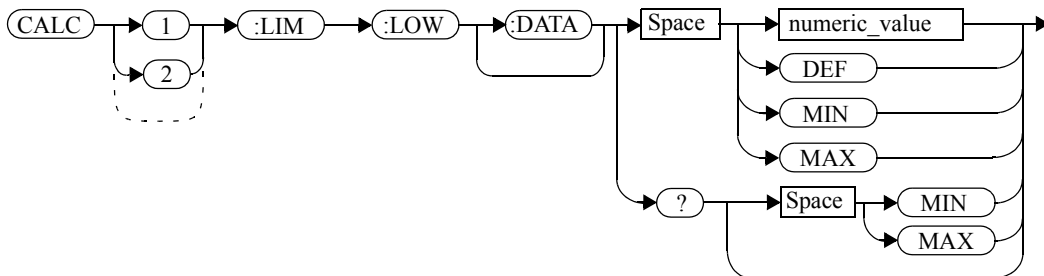 CALC 1 :LIM :LOW :DATA Space numeric_value
2 DEF
MIN
MAX
? Space MIN
MAX